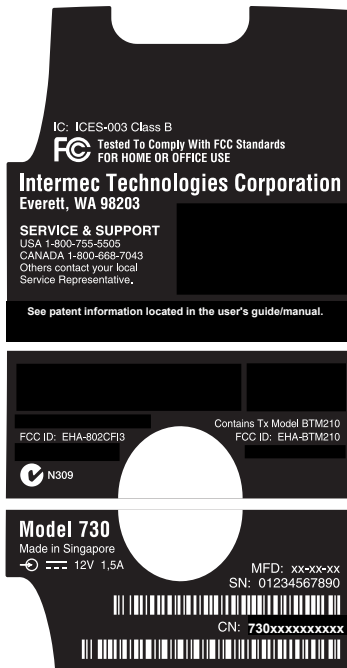 IC: ICES-003 Class B
FC Tested To Comply With FCC Standards
FOR HOME OR OFFICE USE
Intermec Technologies Corporation
Everett, WA 98203
SERVICE & SUPPORT
USA 1-800-755-5505
CANADA 1-800-668-7043
Others contact your local
Service Representative.
See patent information located in the user's guide/manual.
Contains Tx Model BTM210
FCC ID: EHA-802CFI3
FCC ID: EHA-BTM210
N309
Model 730
Made in Singapore
12V 1,5A
MFD: xx-xx-xx
SN: 01234567890
CN: 730xxxxxxxxxx